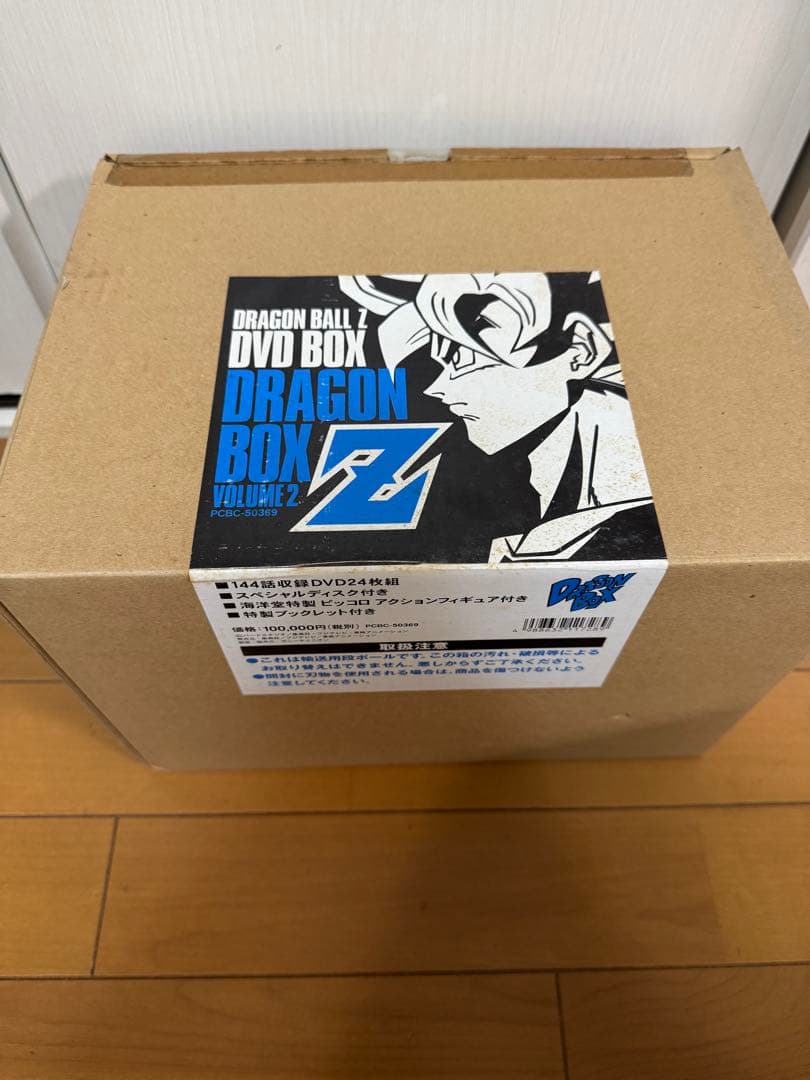 DRAGON BALL Z
DVD BOX
DRAGON
BOX
Z
VOLUME 2
PCBC-50369
■144話収録DVD24枚組
■スペシャルディスク付き
■海洋堂特製 ピッコロ アクションフィギュア付き
■特製ブックレット付き
価格:100,000円(税別) PCBC-50369
DRAGON BOX
取扱注意
●これは輸送用段ボールです。この箱の汚れ・破損等による
お取り替えはできません。悪しからずご了承ください。
●開封に刃物を使用される場合は、商品を傷つけないよう
注意してください。